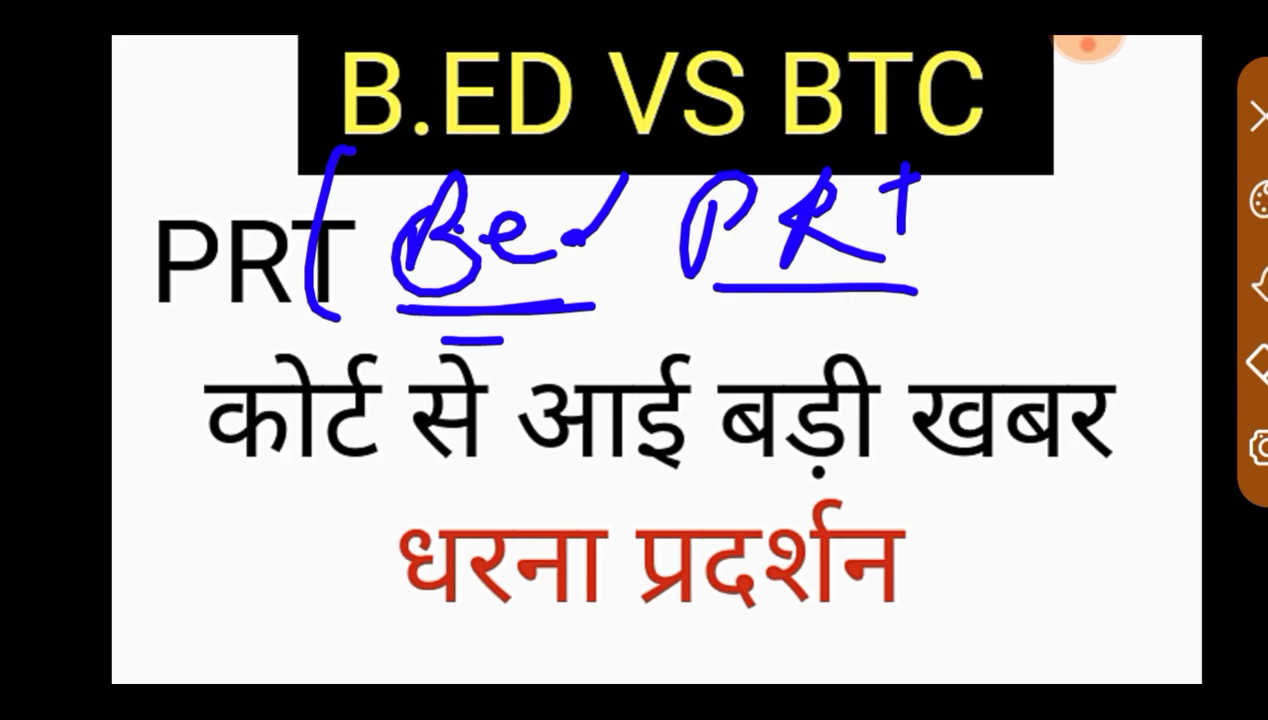 B.ED VS BTC
PRT Bed PRT
कोर्ट से आई बड़ी खबर
धरना प्रदर्शन